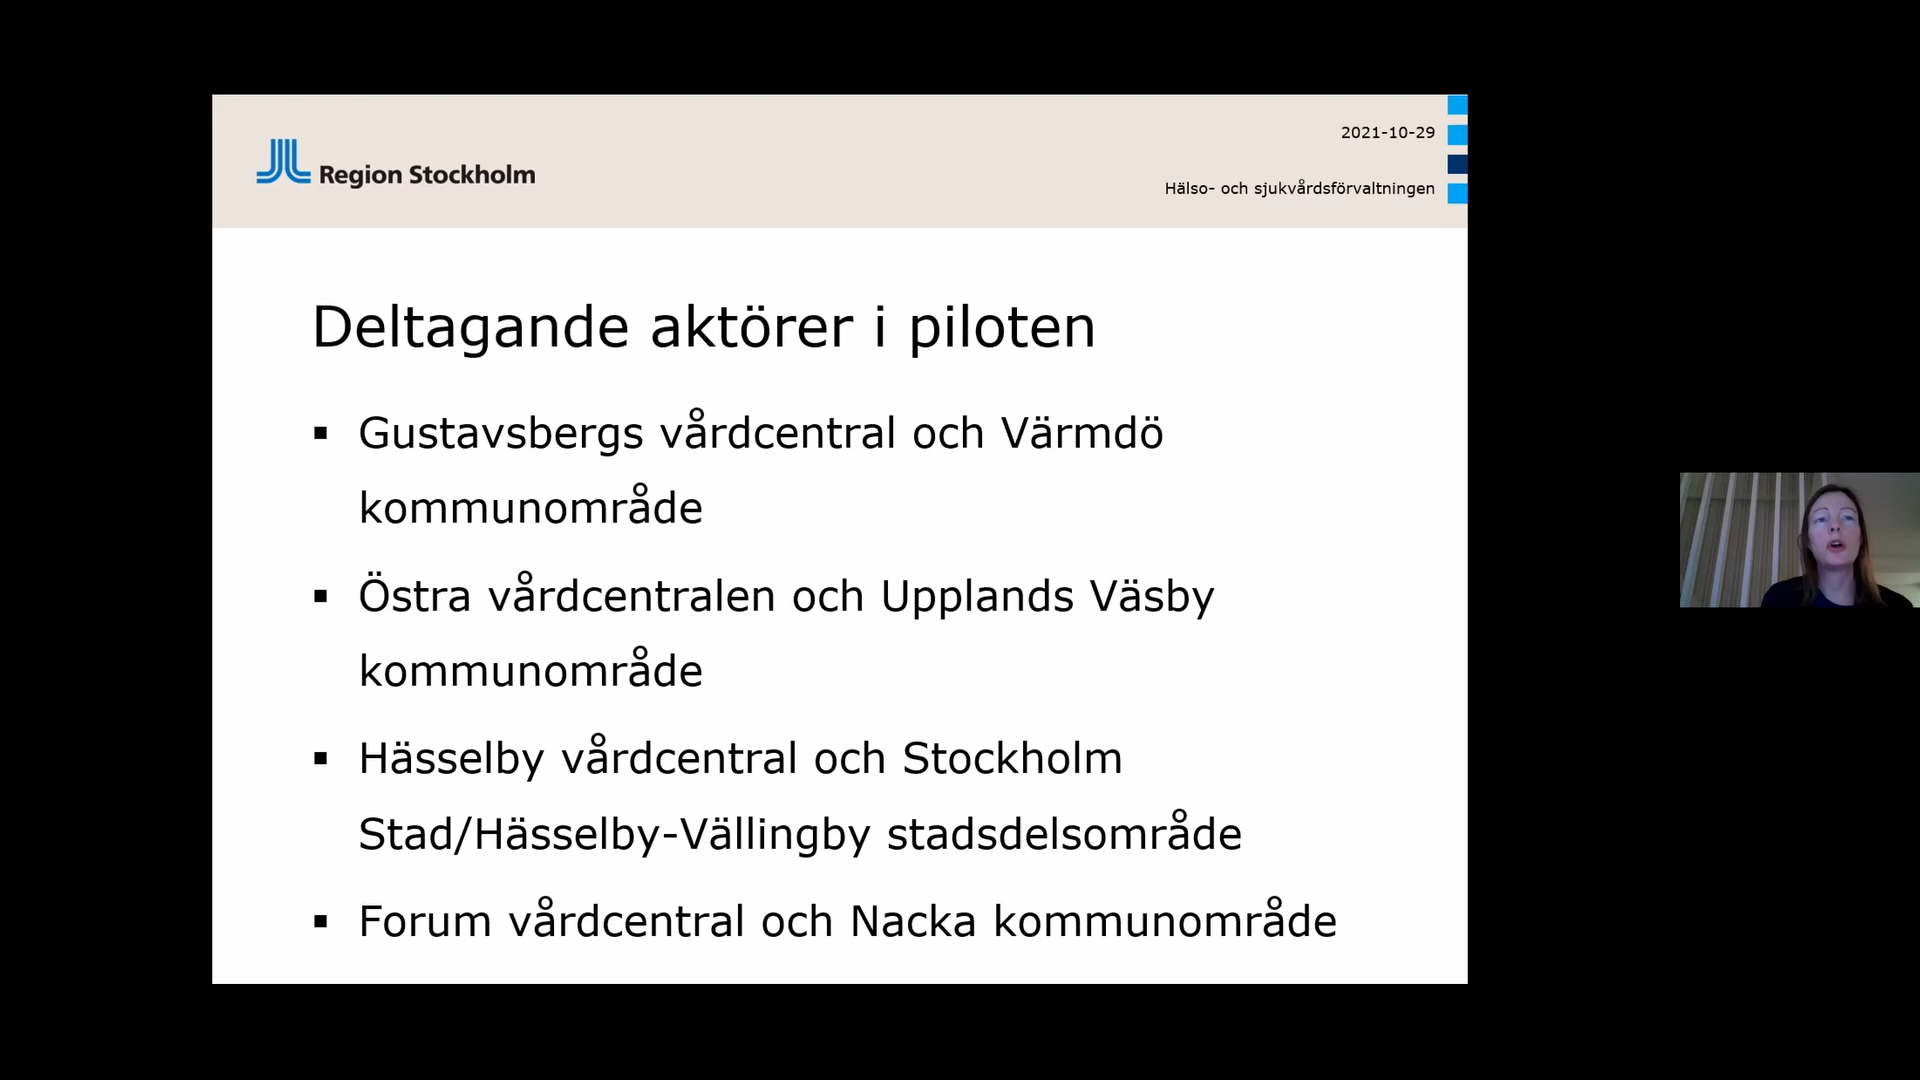 Region Stockholm
2021-10-29
Hälso- och sjukvårdsförvaltningen
Deltagande aktörer i piloten
▪ Gustavsbergs vårdcentral och Värmdö
kommunområde
▪ Östra vårdcentralen och Upplands Väsby
kommunområde
▪ Hässelby vårdcentral och Stockholm
Stad/Hässelby-Vällingby stadsdelsområde
▪ Forum vårdcentral och Nacka kommunområde